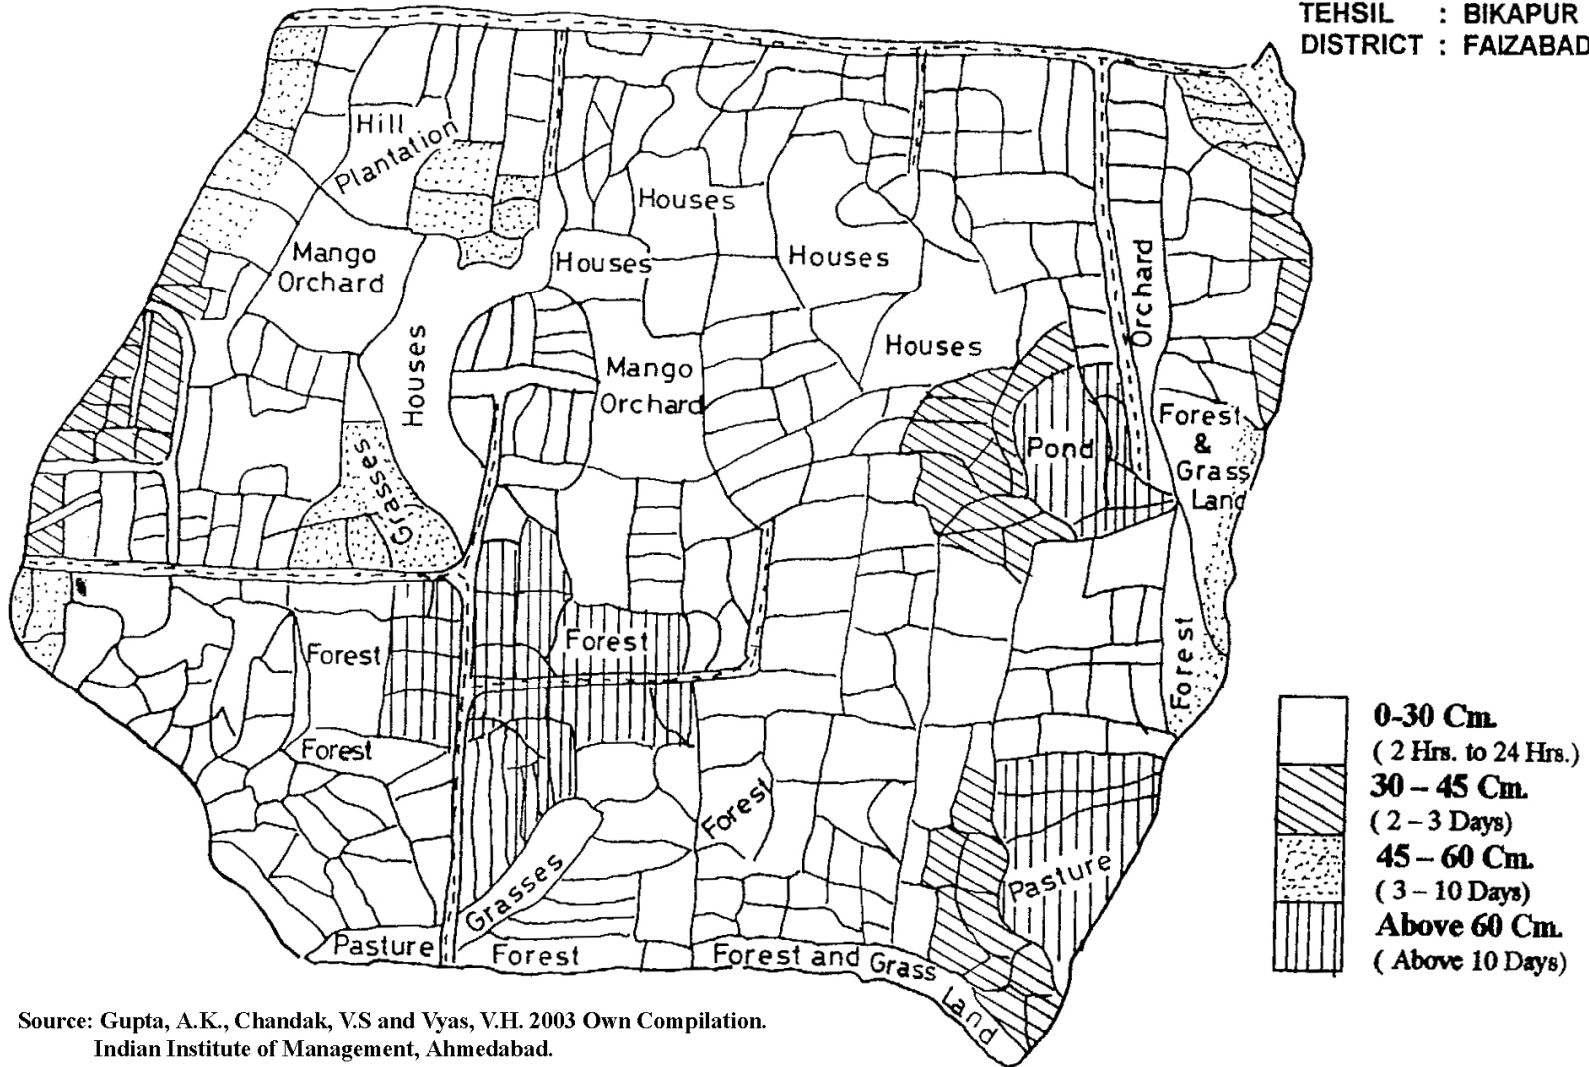 TEHSIL : BIKAPUR
DISTRICT : FAIZABAD
Hill
Plantation
Houses
Mango
Orchard
Houses
Houses
Orchard
Houses
Houses
Mango
Orchard
Forest
&
Grass
Land
Pond
Grasses
Forest
Forest
Forest
Forest
Forest
Pasture
Grasses
Pasture
Forest
Forest and Grass
Land
0-30 Cm.
( 2 Hrs. to 24 Hrs.)
30 – 45 Cm.
( 2 – 3 Days)
45 – 60 Cm.
( 3 – 10 Days)
Above 60 Cm.
( Above 10 Days)
Source: Gupta, A.K., Chandak, V.S and Vyas, V.H. 2003 Own Compilation.
Indian Institute of Management, Ahmedabad.